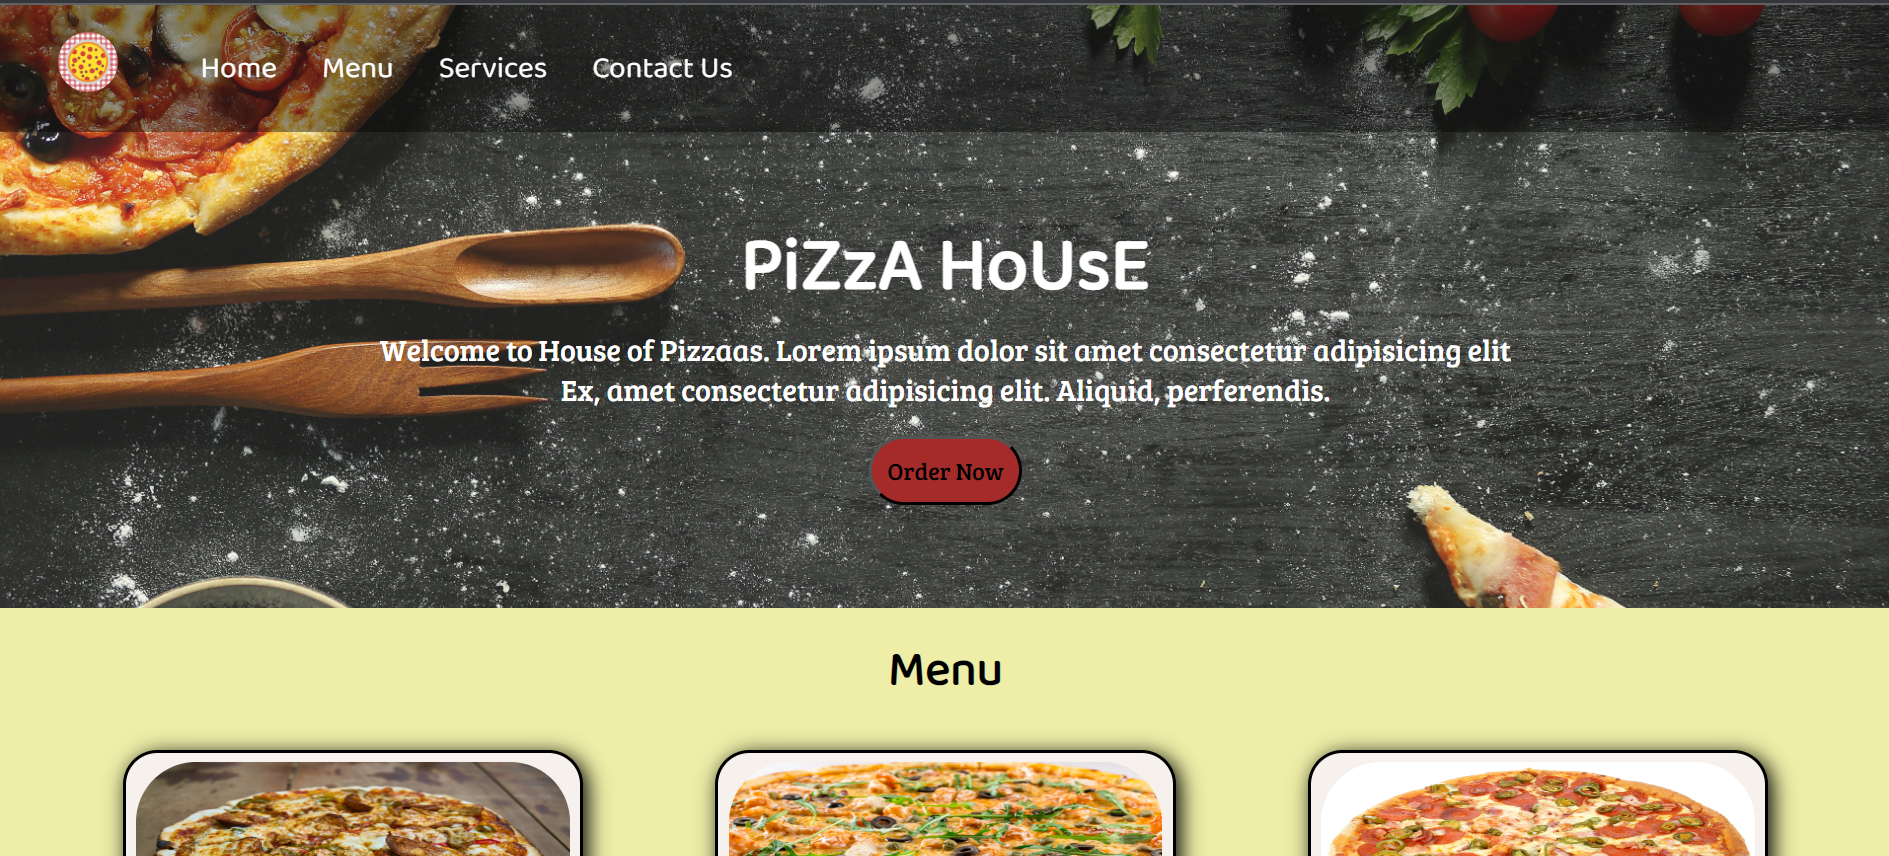 Home Menu Services Contact Us
PiZzA HoUsE
Welcome to House of Pizzaas. Lorem ipsum dolor sit amet consectetur adipisicing elit
Ex, amet consectetur adipisicing elit. Aliquid, perferendis.
Order Now
Menu